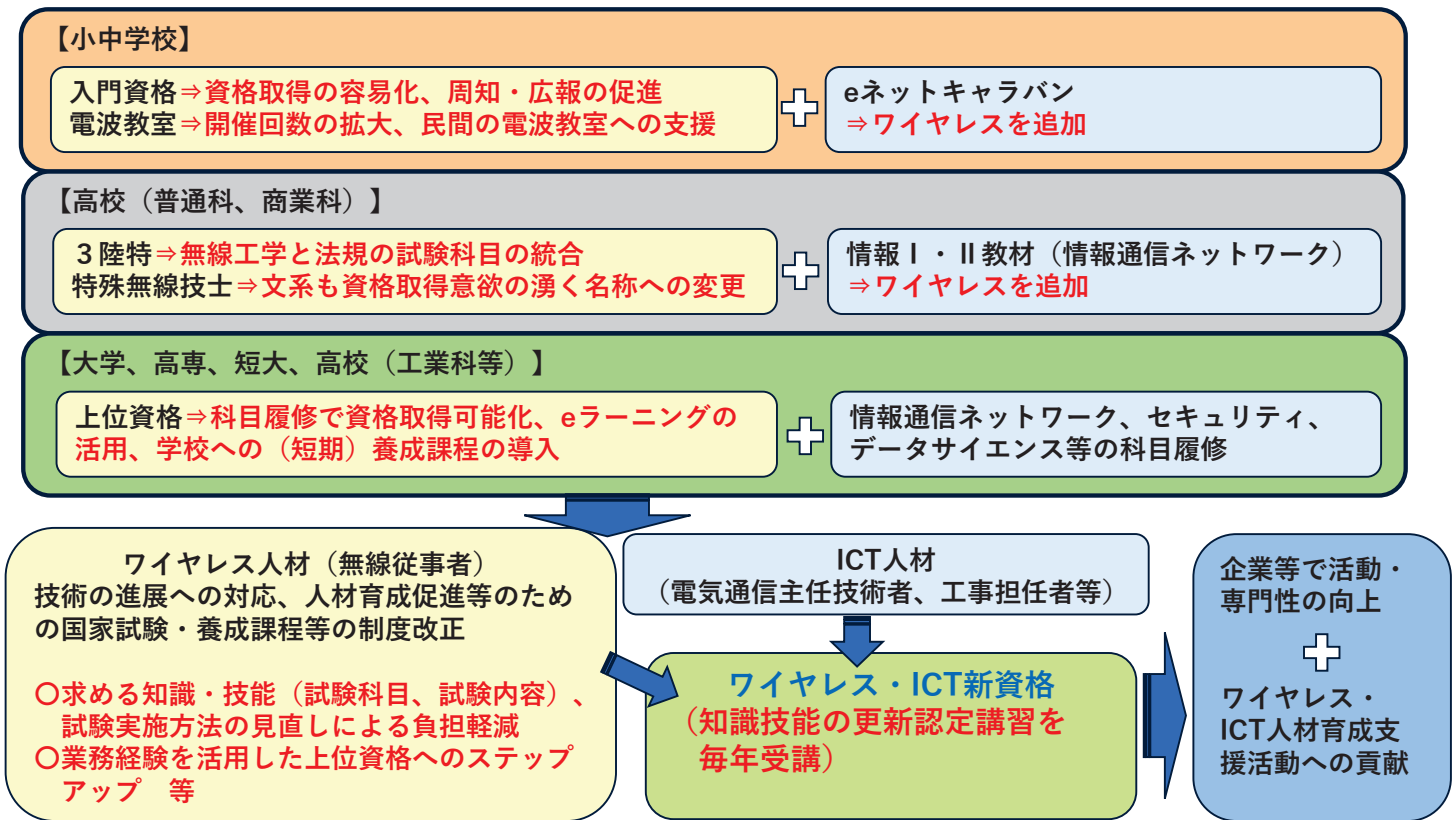 【小中学校】
入門資格⇒資格取得の容易化、周知・広報の促進
電波教室⇒開催回数の拡大、民間の電波教室への支援
eネットキャラバン
⇒ワイヤレスを追加
【高校（普通科、商業科）】
３陸特⇒無線工学と法規の試験科目の統合
特殊無線技士⇒文系も資格取得意欲の湧く名称への変更
情報Ⅰ・Ⅱ教材（情報通信ネットワーク）
⇒ワイヤレスを追加
【大学、高専、短大、高校（工業科等）】
上位資格⇒科目履修で資格取得可能化、eラーニングの
活用、学校への（短期）養成課程の導入
情報通信ネットワーク、セキュリティ、
データサイエンス等の科目履修
ワイヤレス人材（無線従事者）
技術の進展への対応、人材育成促進等のため
の国家試験・養成課程等の制度改正
〇求める知識・技能（試験科目、試験内容）、
試験実施方法の見直しによる負担軽減
〇業務経験を活用した上位資格へのステップ
アップ　等
ICT人材
（電気通信主任技術者、工事担任者等）
ワイヤレス・ICT新資格
（知識技能の更新認定講習を
毎年受講）
企業等で活動・
専門性の向上
ワイヤレス・
ICT人材育成支
援活動への貢献